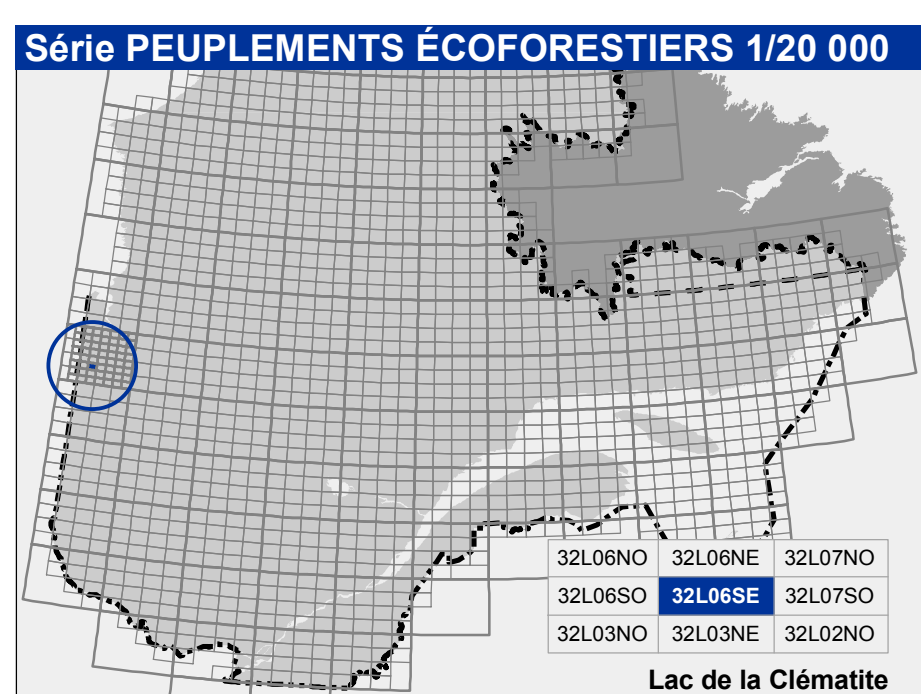 Série PEUPLEMENTS ÉCOFORESTIERS 1/20 000
32L06NO 32L06NE 32L07NO
32L06SO 32L06SE 32L07SO
32L03NO 32L03NE 32L02NO
Lac de la Clématite